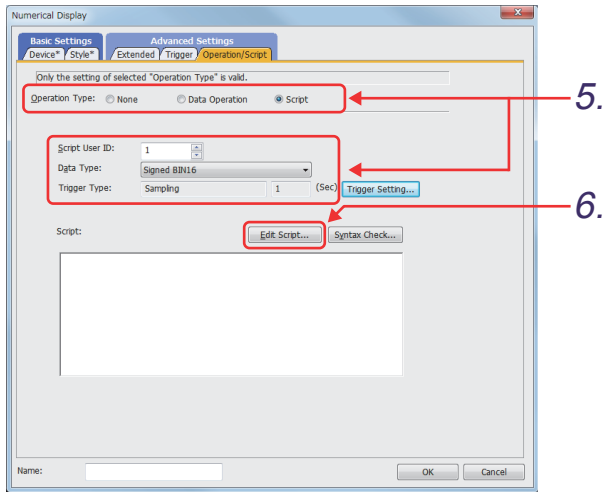 Numerical Display
x
Basic Settings Advanced Settings
Device* Style* Extended Trigger Operation/Script
Only the setting of selected "Operation Type" is valid.
Operation Type: None Data Operation Script
5.
Script User ID: 1
Data Type: Signed BIN16
Trigger Type: Sampling 1 (Sec) Trigger Setting...
6.
Script: Edit Script... Syntax Check...
Name: OK Cancel